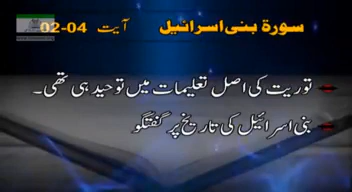 سورۃ بنی اسرائیل آیت 02-04
توریت کی اصل تعلیمات میں توحید ہی تھی۔
بنی اسرائیل کی تاریخ پر گفتگو